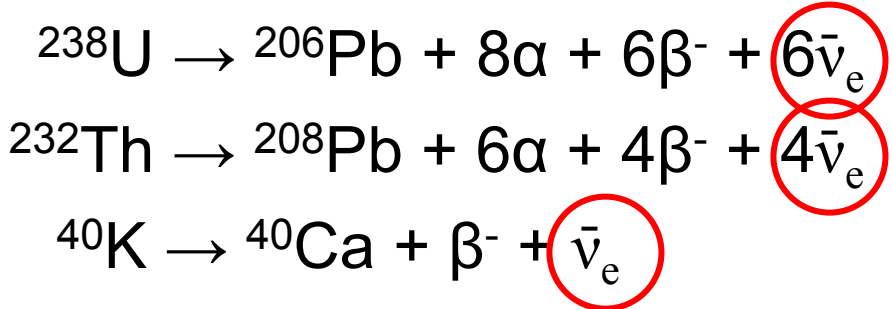 ²³⁸U → ²⁰⁶Pb + 8α + 6β⁻ + 6ν̄ₑ
²³²Th → ²⁰⁸Pb + 6α + 4β⁻ + 4ν̄ₑ
⁴⁰K → ⁴⁰Ca + β⁻ + ν̄ₑ